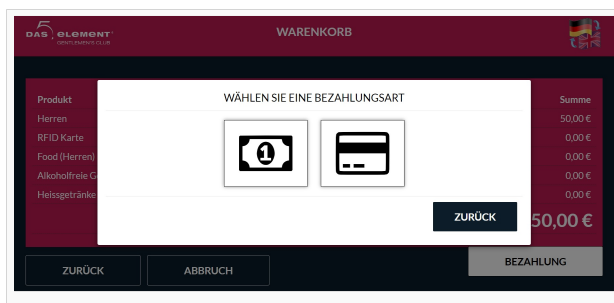 DAS 5 ELEMENT
GENTLEMEN'S CLUB
WARENKORB
Produkt
Summe
WÄHLEN SIE EINE BEZAHLUNGSART
Herren
50,00 €
RFID Karte
0,00 €
1
Food (Herren)
0,00 €
Alkoholfreie G
0,00 €
Heissgetränke
0,00 €
ZURÜCK
50,00 €
ZURÜCK
ABBRUCH
BEZAHLUNG